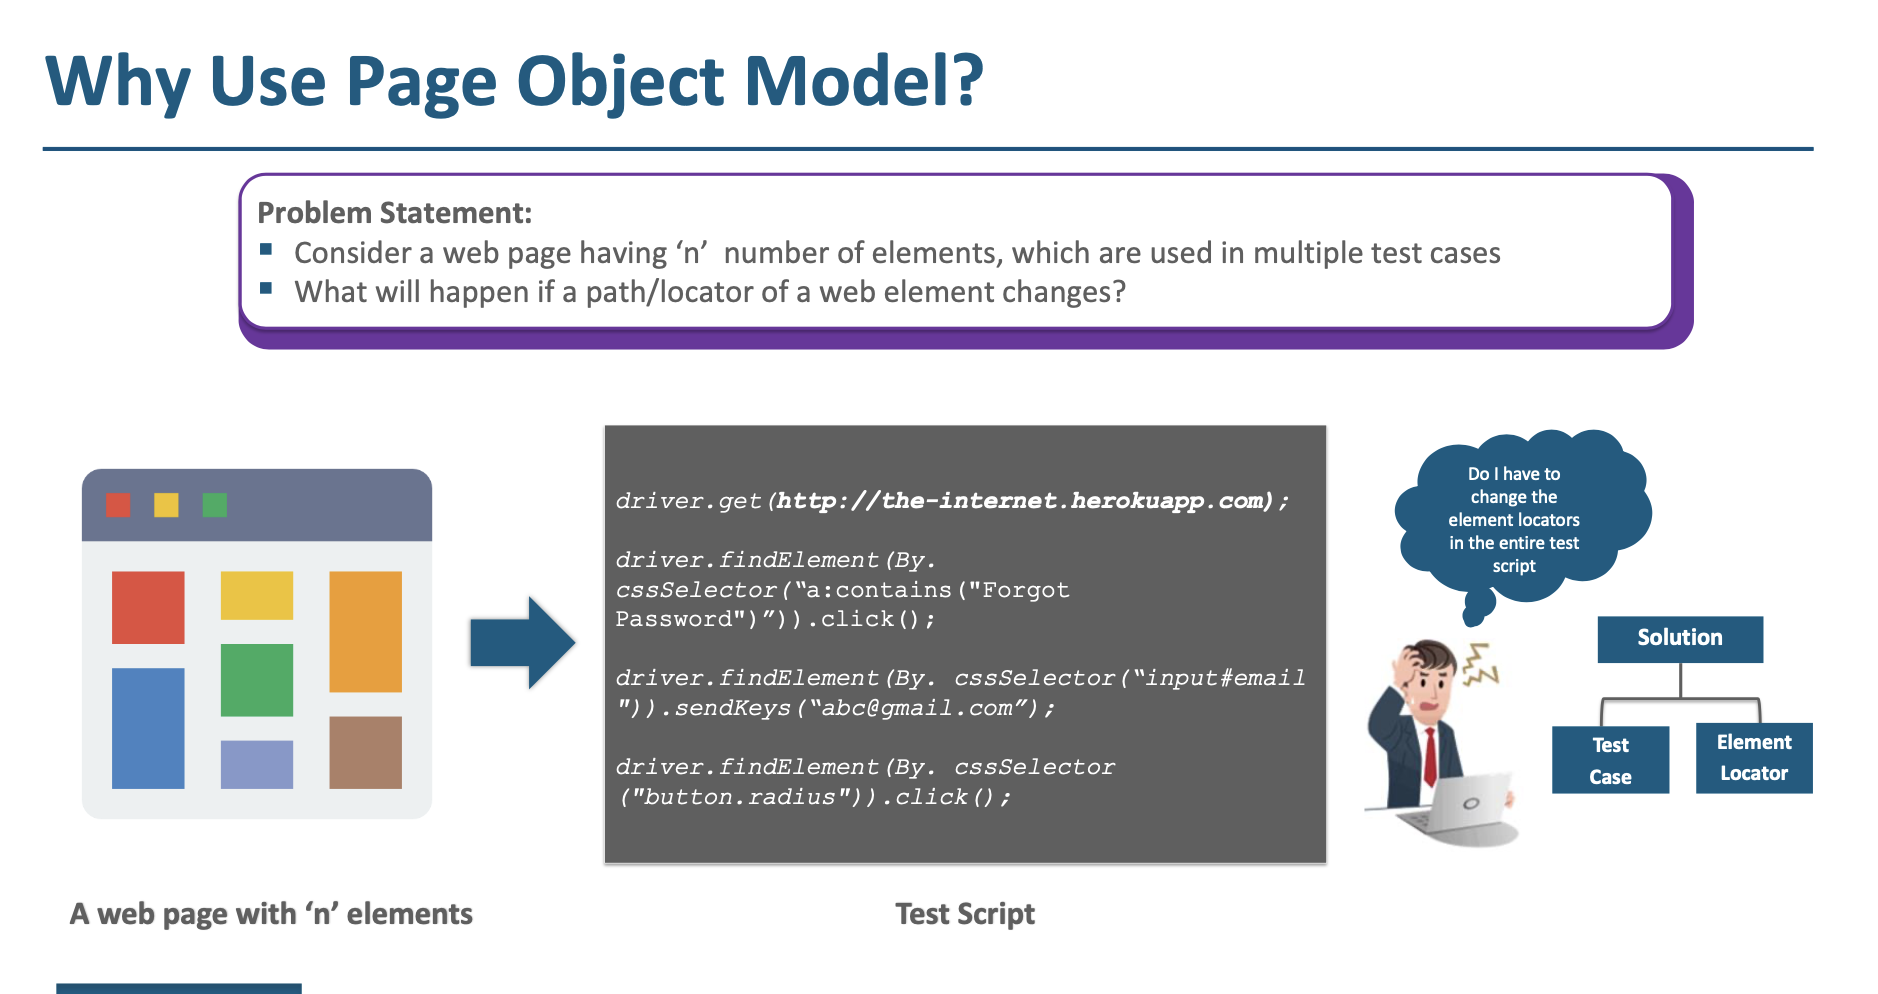 Why Use Page Object Model?
Problem Statement:
▪ Consider a web page having ‘n’  number of elements, which are used in multiple test cases
▪ What will happen if a path/locator of a web element changes?
driver.get(http://the-internet.herokuapp.com);
driver.findElement(By.
cssSelector(“a:contains("Forgot
Password")”)).click();
driver.findElement(By. cssSelector(“input#email
")).sendKeys(“abc@gmail.com”);
driver.findElement(By. cssSelector
("button.radius")).click();
Do I have to
change the
element locators
in the entire test
script
Solution
Test
Case
Element
Locator
A web page with ‘n’ elements
Test Script